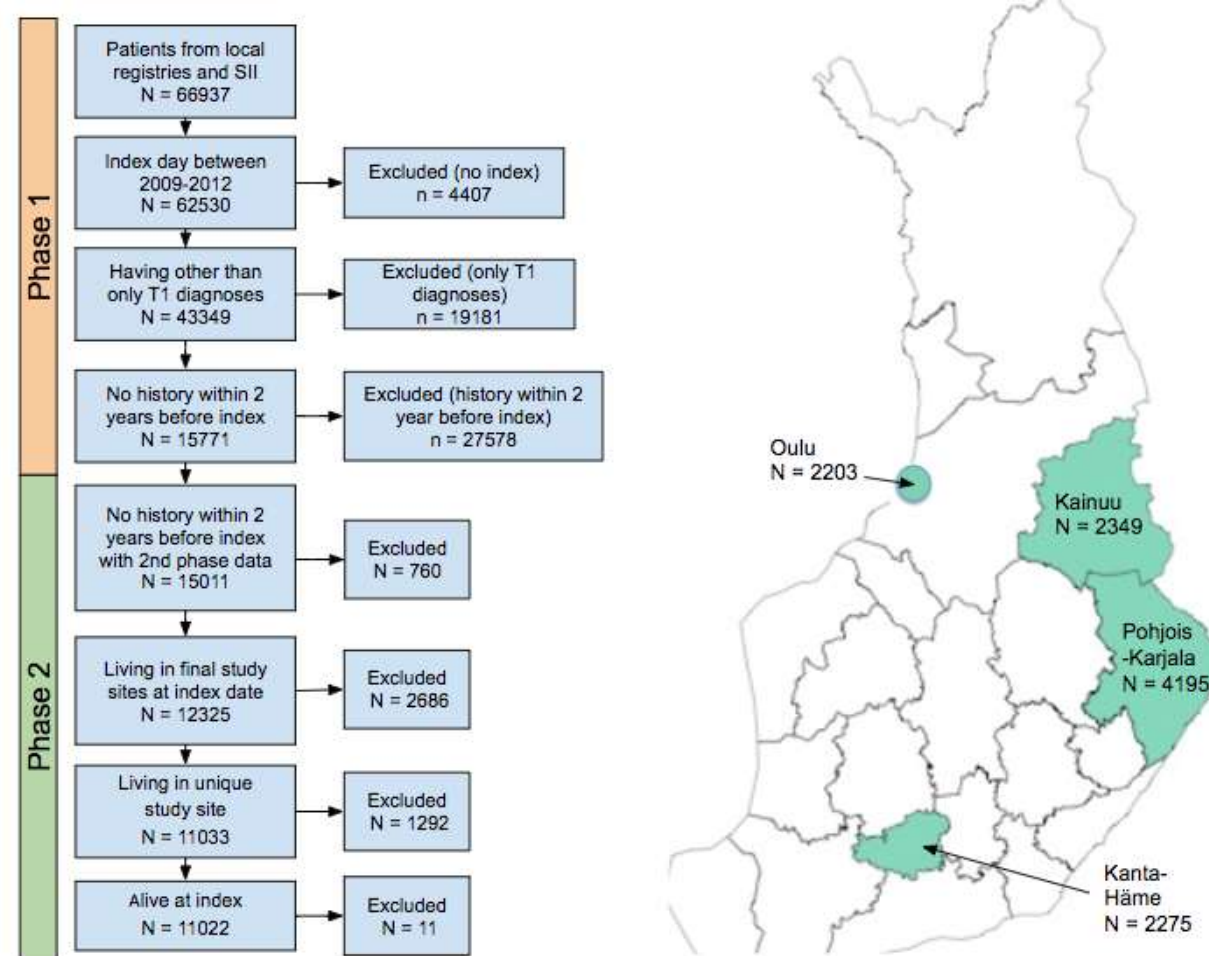 Phase 1
Patients from local
registries and SII
N = 66937
Index day between
2009-2012
N = 62530
Excluded (no index)
n = 4407
Having other than
only T1 diagnoses
N = 43349
Excluded (only T1
diagnoses)
n = 19181
No history within 2
years before index
N = 15771
Excluded (history within 2
year before index)
n = 27578
Phase 2
No history within 2
years before index
with 2nd phase data
N = 15011
Excluded
N = 760
Living in final study
sites at index date
N = 12325
Excluded
N = 2686
Living in unique
study site
N = 11033
Excluded
N = 1292
Alive at index
N = 11022
Excluded
N = 11
Oulu
N = 2203
Kainuu
N = 2349
Pohjois
-Karjala
N = 4195
Kanta-
Häme
N = 2275